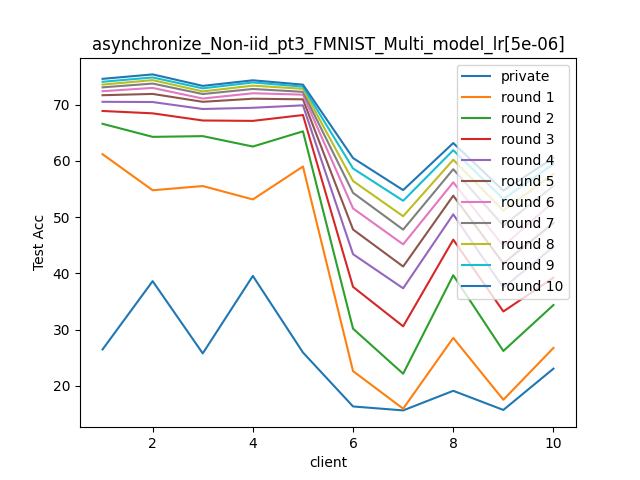 asynchronize_Non-iid_pt3_FMNIST_Multi_model_lr[5e-06]
Test Acc
70
60
50
40
30
20
2
4
6
8
10
client
private
round 1
round 2
round 3
round 4
round 5
round 6
round 7
round 8
round 9
round 10